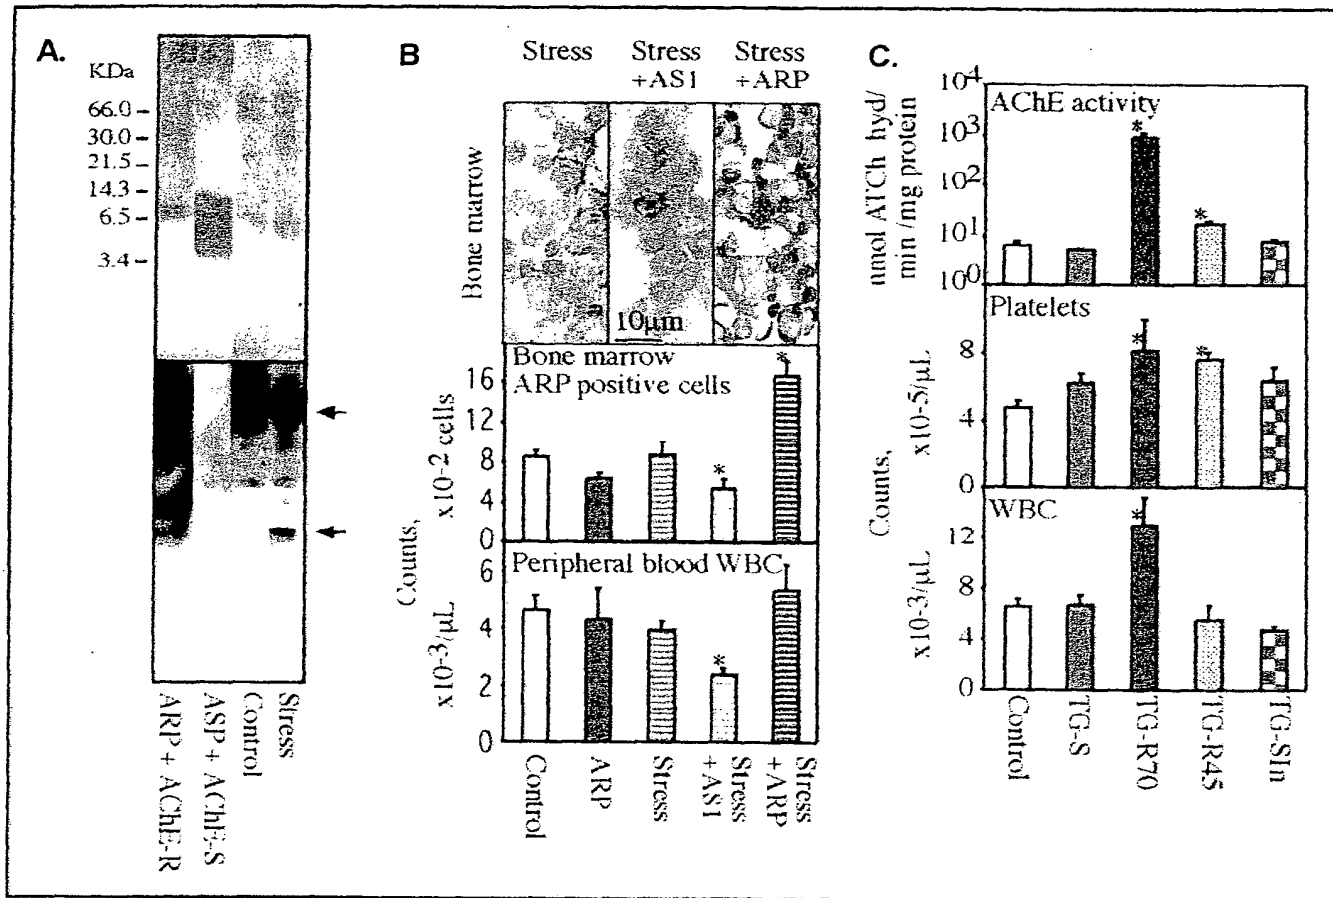 A.
KDa
66.0
30.0
21.5
14.3
6.5
3.4
ARP + AChE-R
ASP + AChE-S
Control
Stress
B
Stress
Stress +AS1
Stress +ARP
Bone marrow
10µm
Bone marrow
ARP positive cells
Counts,
x10-2 cells
16
12
8
4
0
*
*
Peripheral blood WBC
x10-3/µL
6
4
2
0
*
Control
ARP
Stress
Stress +AS1
Stress +ARP
C.
nmol ATCh hyd/
min /mg protein
10⁴
10³
10²
10¹
10⁰
AChE activity
*
*
Platelets
Counts,
x10-5/µL
8
4
0
*
*
WBC
x10-3/µL
12
8
4
0
*
Control
TG-S
TG-R70
TG-R45
TG-SIn